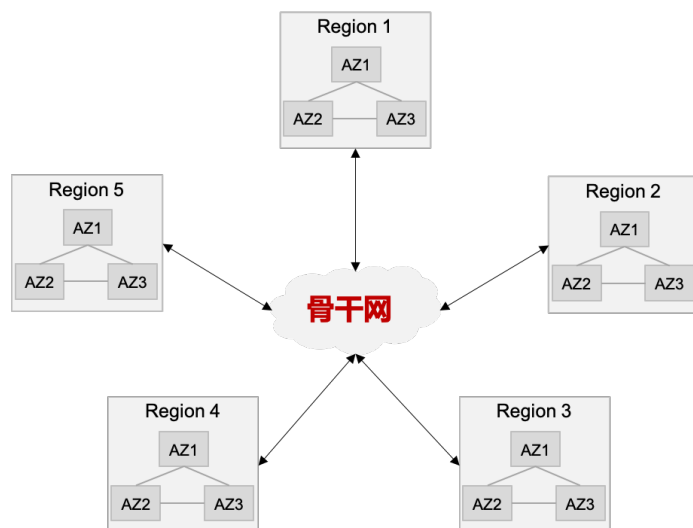 Region 1
AZ1
AZ2
AZ3
Region 5
AZ1
AZ2
AZ3
Region 2
AZ1
AZ2
AZ3
骨干网
Region 4
AZ1
AZ2
AZ3
Region 3
AZ1
AZ2
AZ3